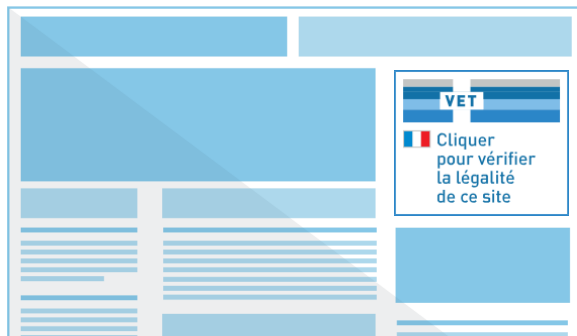 VET
Cliquer
pour vérifier
la légalité
de ce site